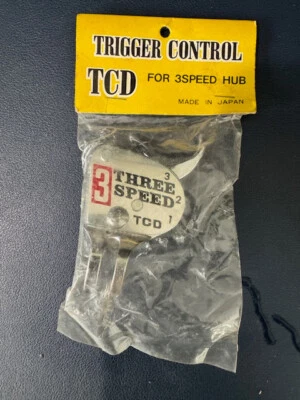 TRIGGER CONTROL
TCD FOR 3SPEED HUB
MADE IN JAPAN
3
3 THREE
SPEED 2
TCD 1